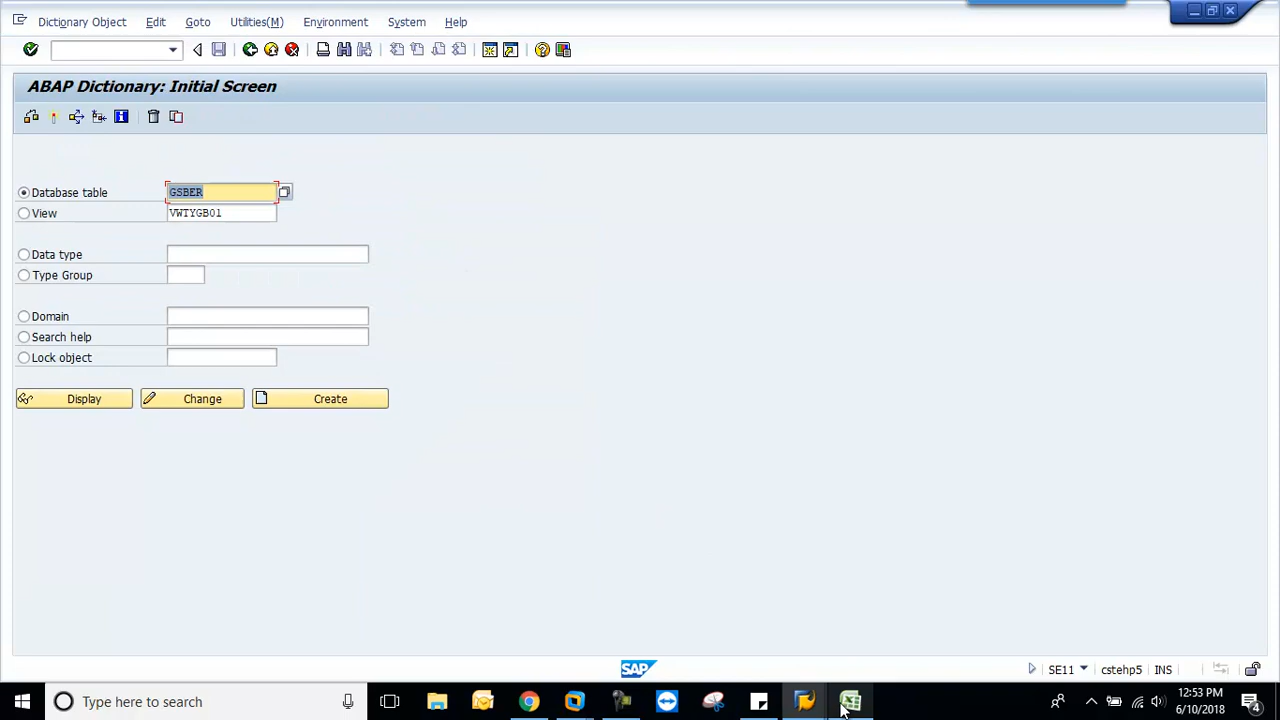 Dictionary Object Edit Goto Utilities(M) Environment System Help
ABAP Dictionary: Initial Screen
Database table GSBER
View VWTYGB01
Data type
Type Group
Domain
Search help
Lock object
Display Change Create
SAP SE11 cstehp5 INS
Type here to search
12:53 PM
6/10/2018
4